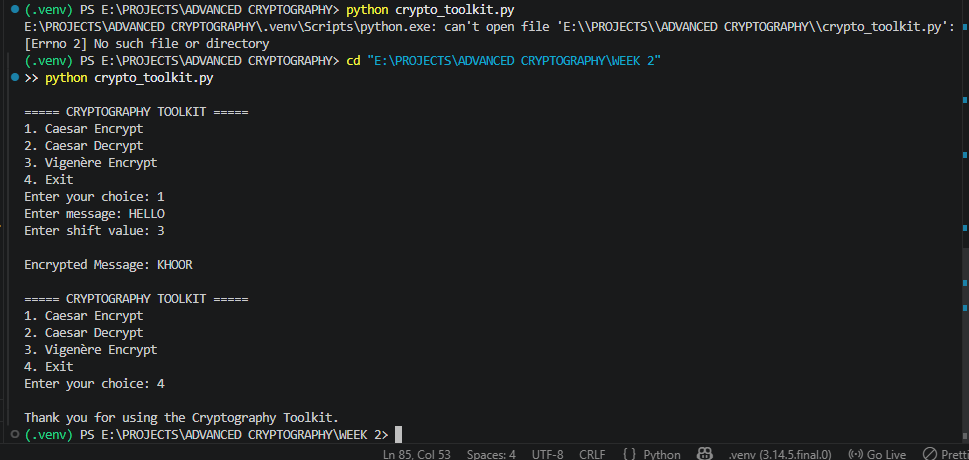 (.venv) PS E:\PROJECTS\ADVANCED CRYPTOGRAPHY> python crypto_toolkit.py
E:\PROJECTS\ADVANCED CRYPTOGRAPHY\.venv\Scripts\python.exe: can't open file 'E:\\PROJECTS\\ADVANCED CRYPTOGRAPHY\\crypto_toolkit.py':
[Errno 2] No such file or directory
(.venv) PS E:\PROJECTS\ADVANCED CRYPTOGRAPHY> cd "E:\PROJECTS\ADVANCED CRYPTOGRAPHY\WEEK 2"
>> python crypto_toolkit.py
===== CRYPTOGRAPHY TOOLKIT =====
1. Caesar Encrypt
2. Caesar Decrypt
3. Vigenère Encrypt
4. Exit
Enter your choice: 1
Enter message: HELLO
Enter shift value: 3
Encrypted Message: KHOOR
===== CRYPTOGRAPHY TOOLKIT =====
1. Caesar Encrypt
2. Caesar Decrypt
3. Vigenère Encrypt
4. Exit
Enter your choice: 4
Thank you for using the Cryptography Toolkit.
(.venv) PS E:\PROJECTS\ADVANCED CRYPTOGRAPHY\WEEK 2>
Ln 85, Col 53 Spaces: 4 UTF-8 CRLF {} Python .venv (3.14.5.final.0) Go Live Pretti